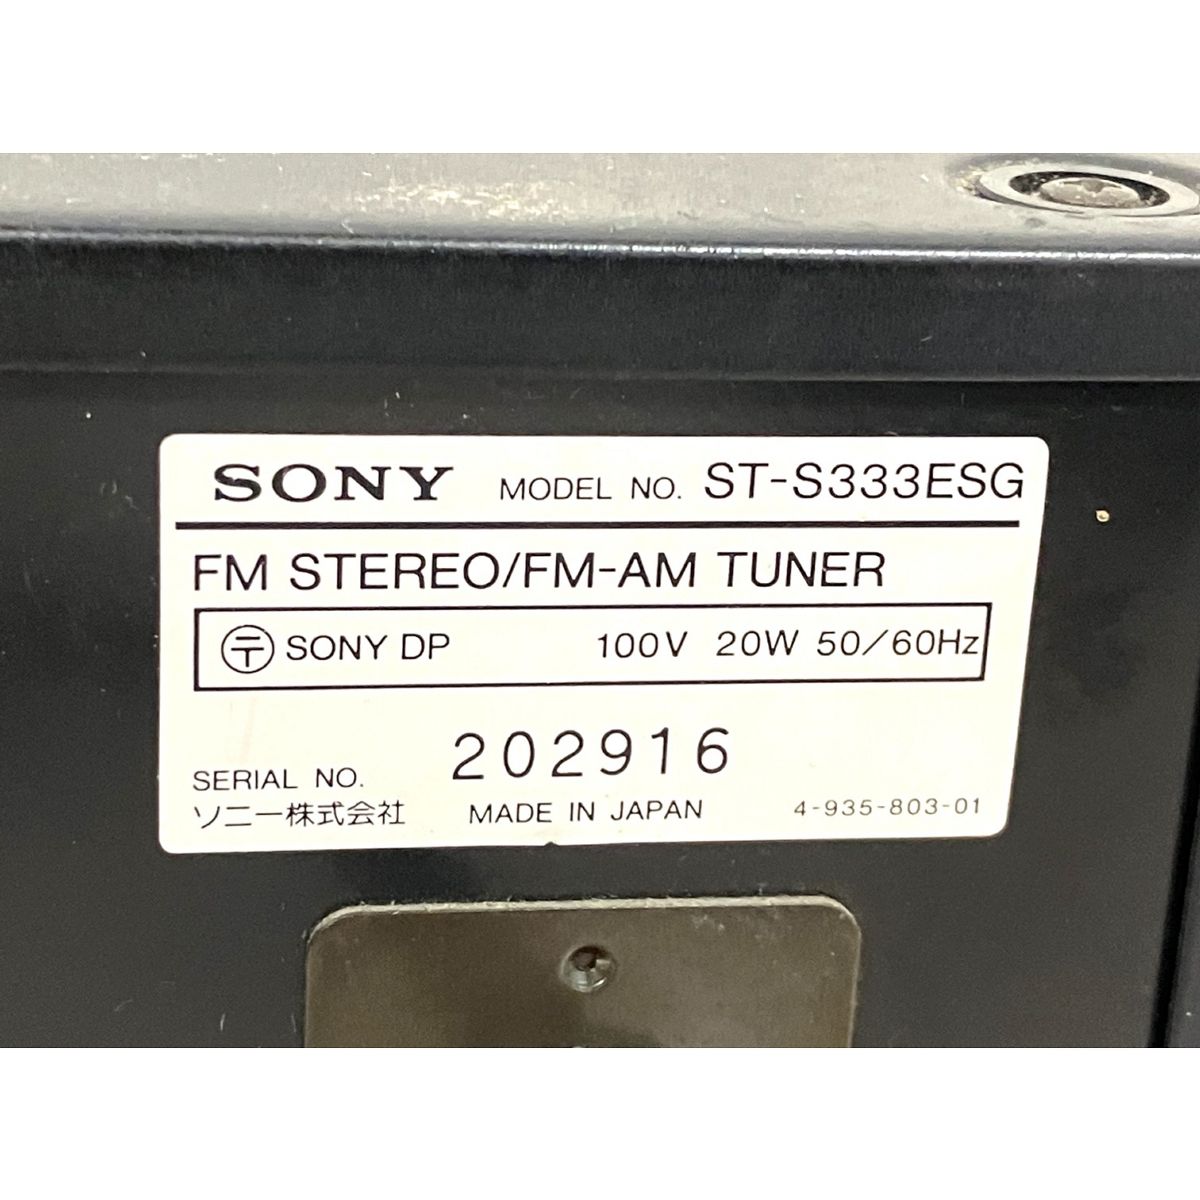 SONY MODEL NO. ST-S333ESG
FM STEREO/FM-AM TUNER
〶 SONY DP 100V 20W 50/60Hz
SERIAL NO. 202916
ソニー株式会社 MADE IN JAPAN 4-935-803-01